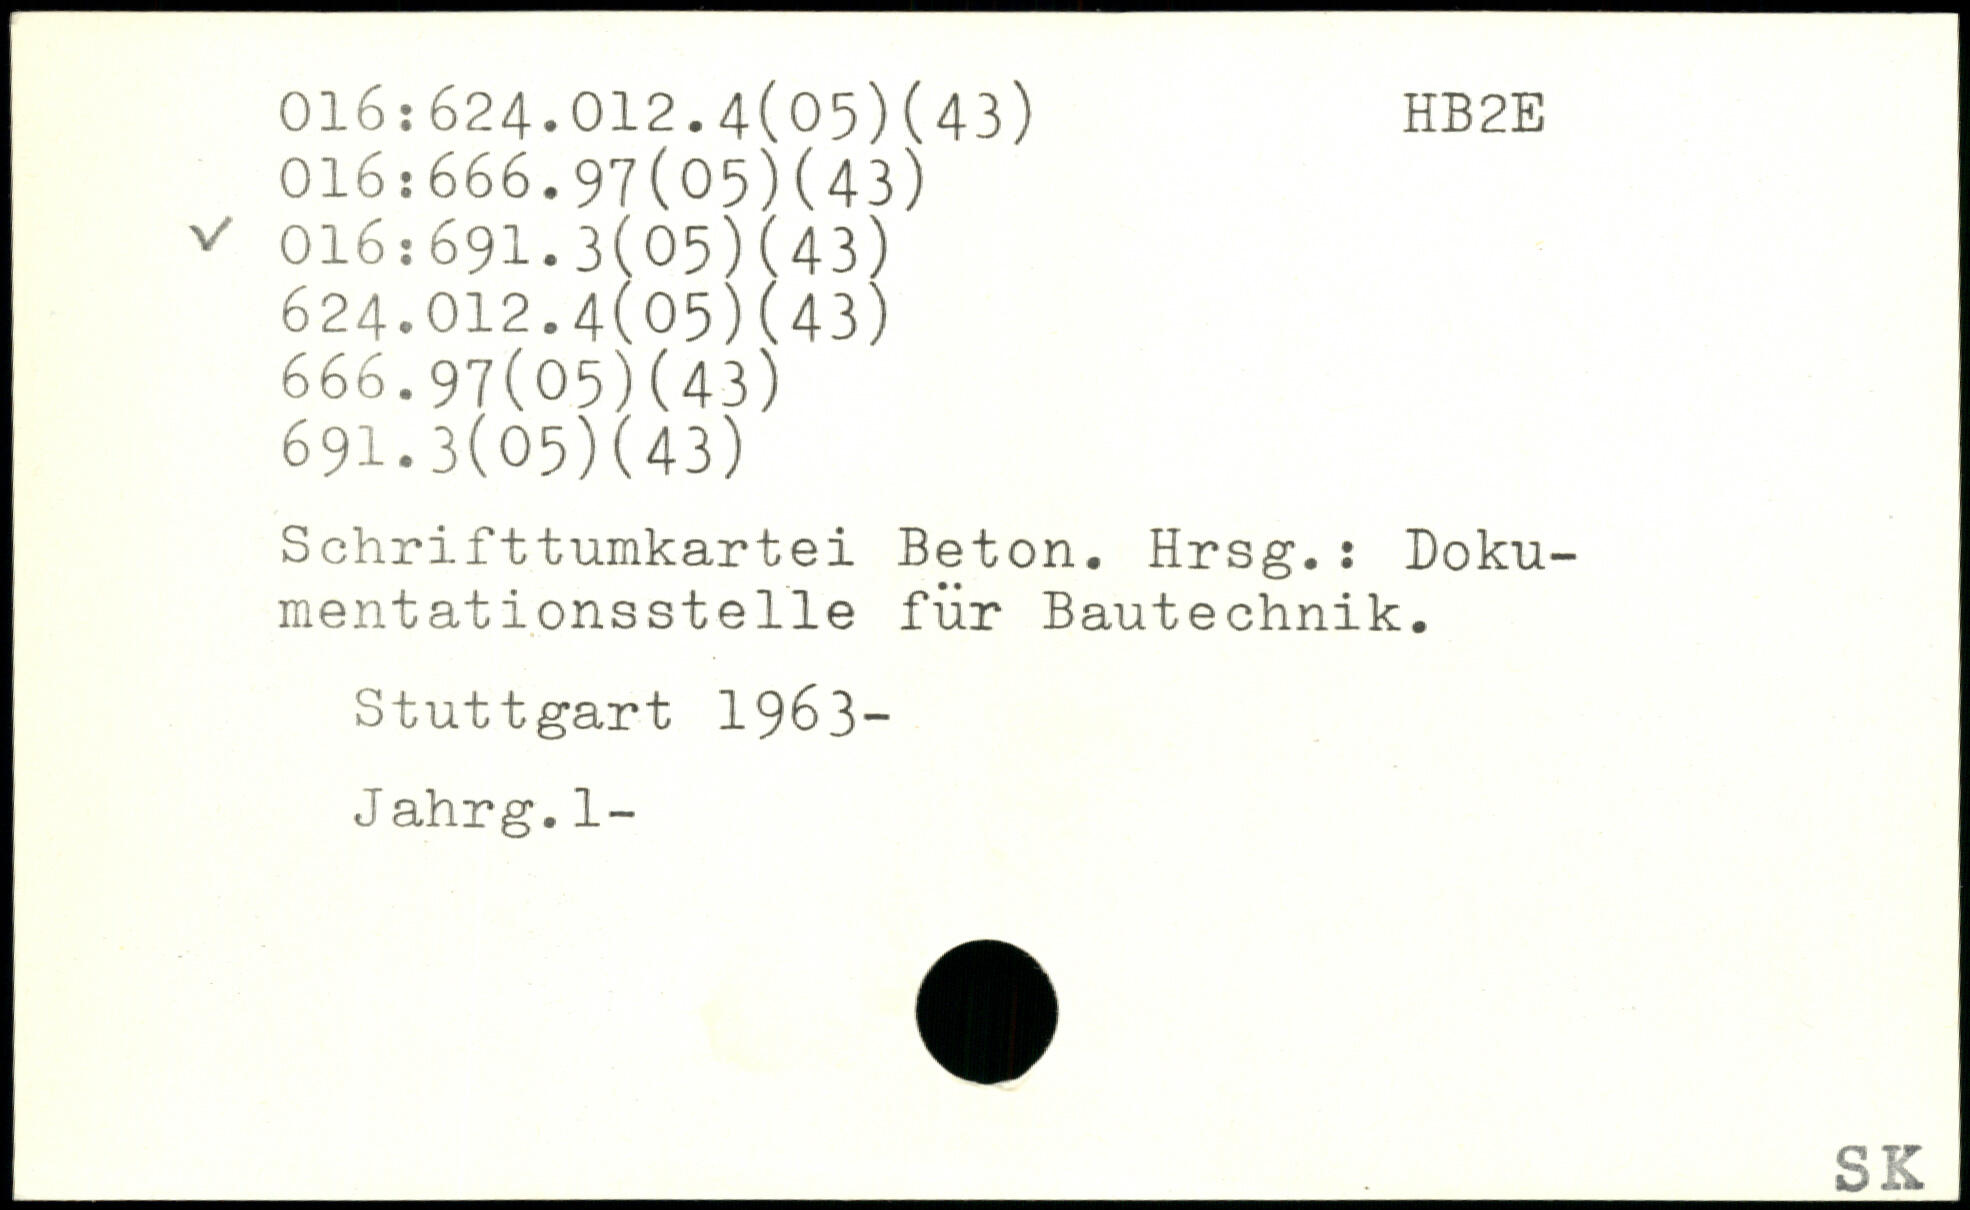 016:624.012.4(05)(43) HB2E
016:666.97(05)(43)
✓ 016:691.3(05)(43)
624.012.4(05)(43)
666.97(05)(43)
691.3(05)(43)
Schrifttumkartei Beton. Hrsg.: Doku-
mentationsstelle für Bautechnik.
Stuttgart 1963-
Jahrg.1-
SK